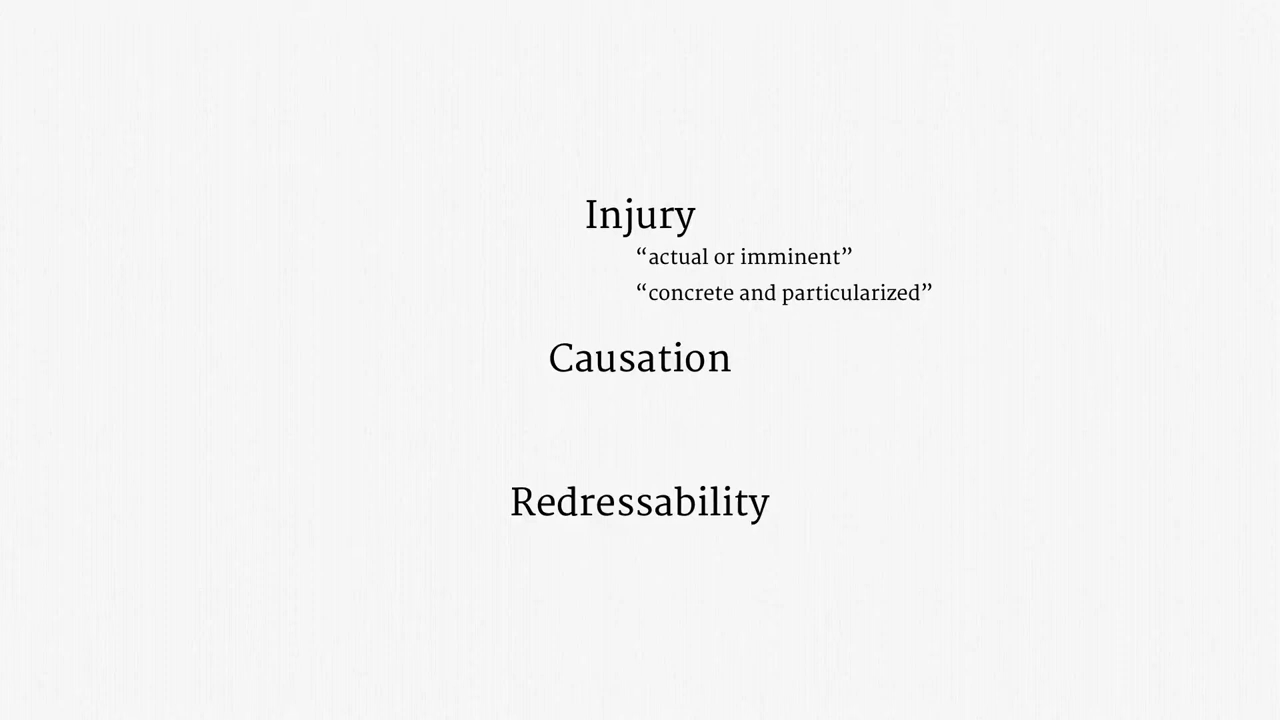 Injury
“actual or imminent”
“concrete and particularized”
Causation
Redressability